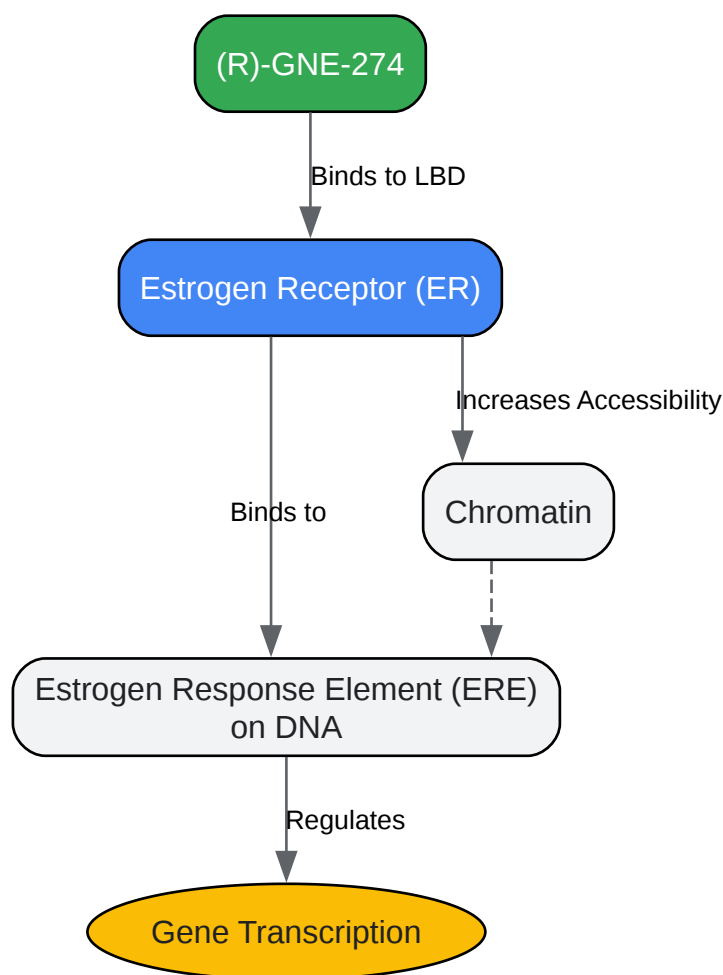 (R)-GNE-274
Binds to LBD
Estrogen Receptor (ER)
Increases Accessibility
Binds to
Chromatin
Estrogen Response Element (ERE)
on DNA
Regulates
Gene Transcription